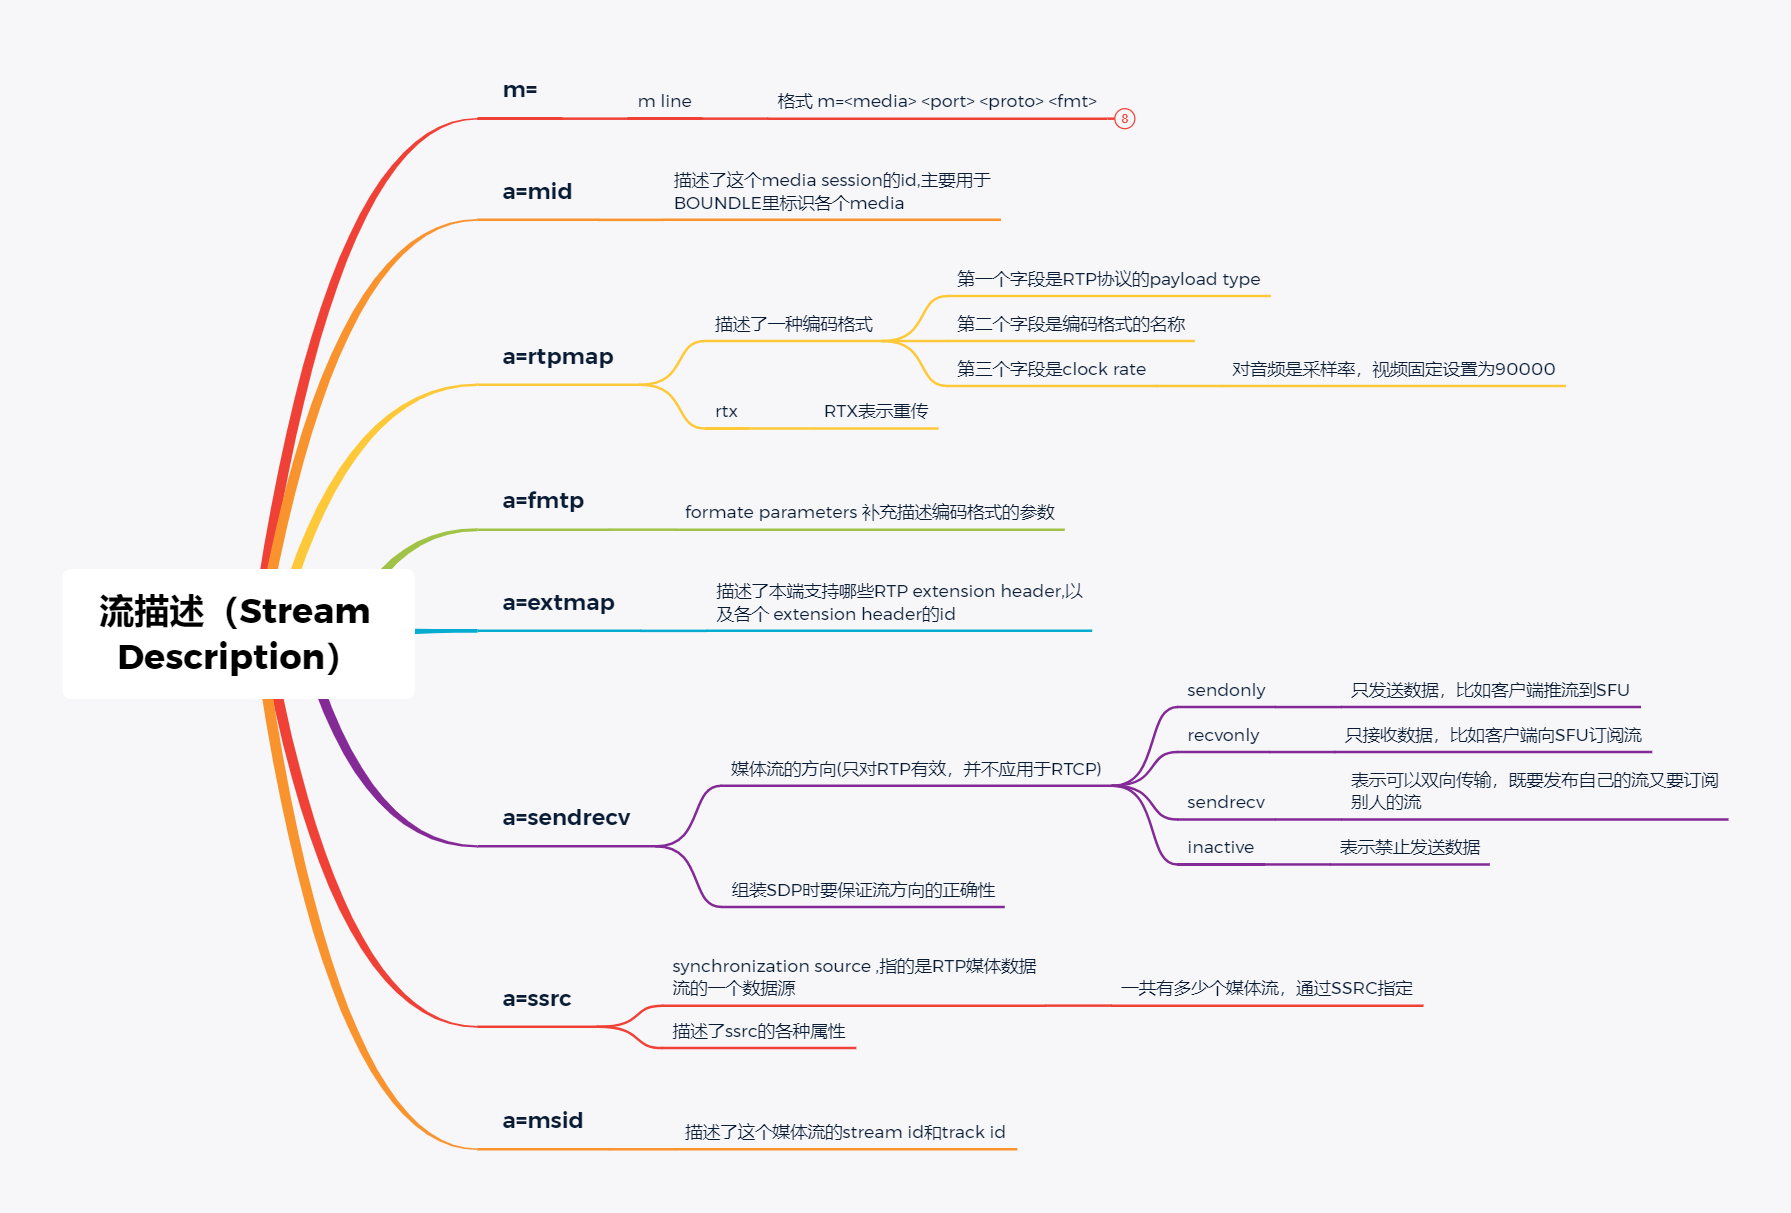 流描述（Stream
Description）
m=
m line
格式 m=<media> <port> <proto> <fmt>
8
a=mid
描述了这个media session的id,主要用于
BOUNDLE里标识各个media
a=rtpmap
描述了一种编码格式
第一个字段是RTP协议的payload type
第二个字段是编码格式的名称
第三个字段是clock rate
对音频是采样率，视频固定设置为90000
rtx
RTX表示重传
a=fmtp
formate parameters 补充描述编码格式的参数
a=extmap
描述了本端支持哪些RTP extension header,以
及各个 extension header的id
a=sendrecv
媒体流的方向(只对RTP有效，并不应用于RTCP)
sendonly
只发送数据，比如客户端推流到SFU
recvonly
只接收数据，比如客户端向SFU订阅流
sendrecv
表示可以双向传输，既要发布自己的流又要订阅
别人的流
inactive
表示禁止发送数据
组装SDP时要保证流方向的正确性
a=ssrc
synchronization source ,指的是RTP媒体数据
流的一个数据源
一共有多少个媒体流，通过SSRC指定
描述了ssrc的各种属性
a=msid
描述了这个媒体流的stream id和track id